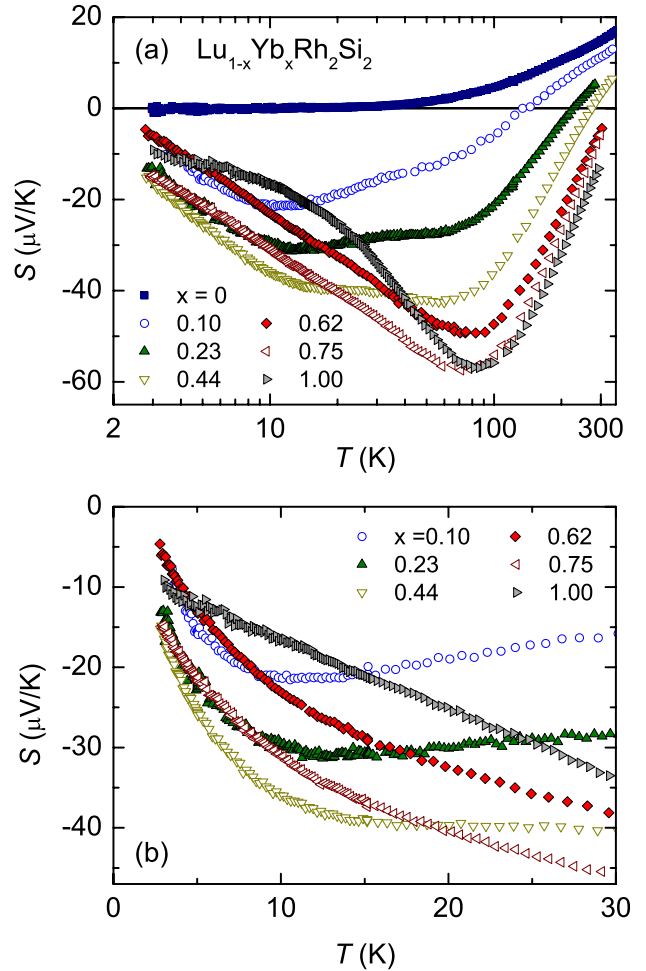 (a) Lu₁₋ₓYbₓRh₂Si₂
20
0
-20
-40
-60
S (μV/K)
x = 0
0.10
0.23
0.44
0.62
0.75
1.00
2 10 100 300
T (K)
0
-10
-20
-30
-40
S (μV/K)
x =0.10
0.23
0.44
0.62
0.75
1.00
(b)
0 10 20 30
T (K)